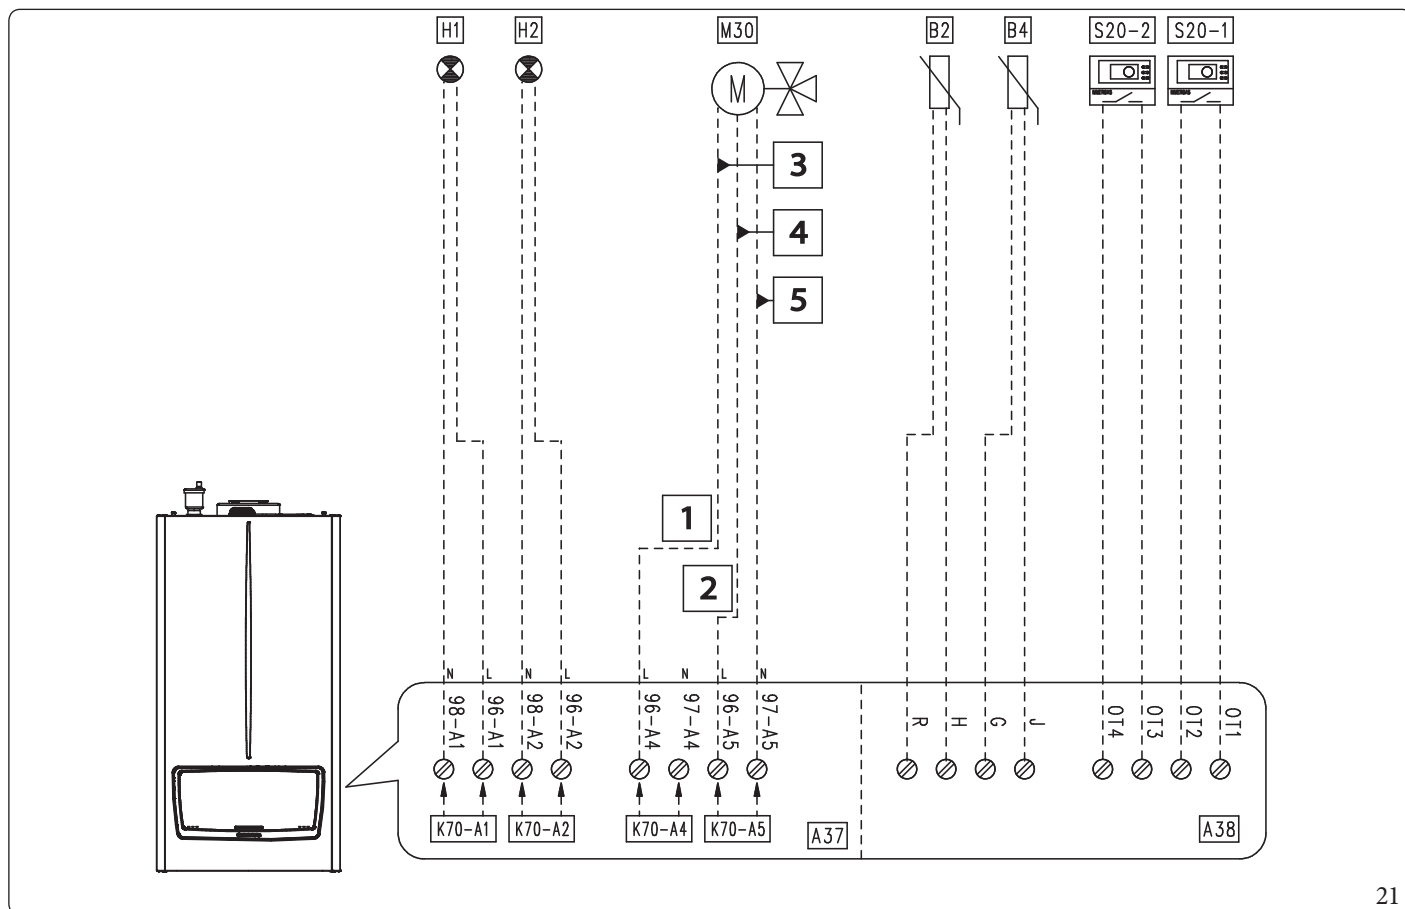 H1 H2 M30 B2 B4 S20-2 S20-1
M
3
4
5
1
2
N L N L L N L N
98-A1 96-A1 98-A2 96-A2 96-A4 97-A4 96-A5 97-A5 R H G J OT4 OT3 OT2 OT1
K70-A1 K70-A2 K70-A4 K70-A5 A37 A38
21